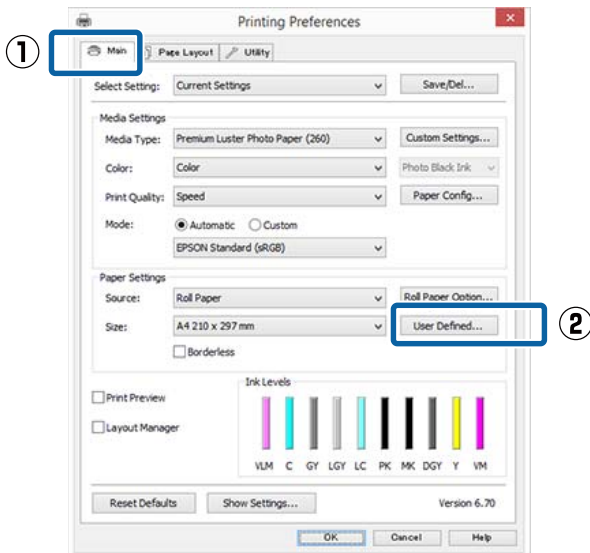 Printing Preferences
①
Main Page Layout Utility
Select Setting: Current Settings Save/Del...
Media Settings
Media Type: Premium Luster Photo Paper (260) Custom Settings...
Color: Color Photo Black Ink
Print Quality: Speed Paper Config...
Mode: Automatic Custom
EPSON Standard (sRGB)
Paper Settings
Source: Roll Paper Roll Paper Option...
Size: A4 210 x 297 mm User Defined... ②
Borderless
Ink Levels
Print Preview
Layout Manager
VLM C GY LGY LC PK MK DGY Y VM
Reset Defaults Show Settings... Version 6.70
OK Cancel Help